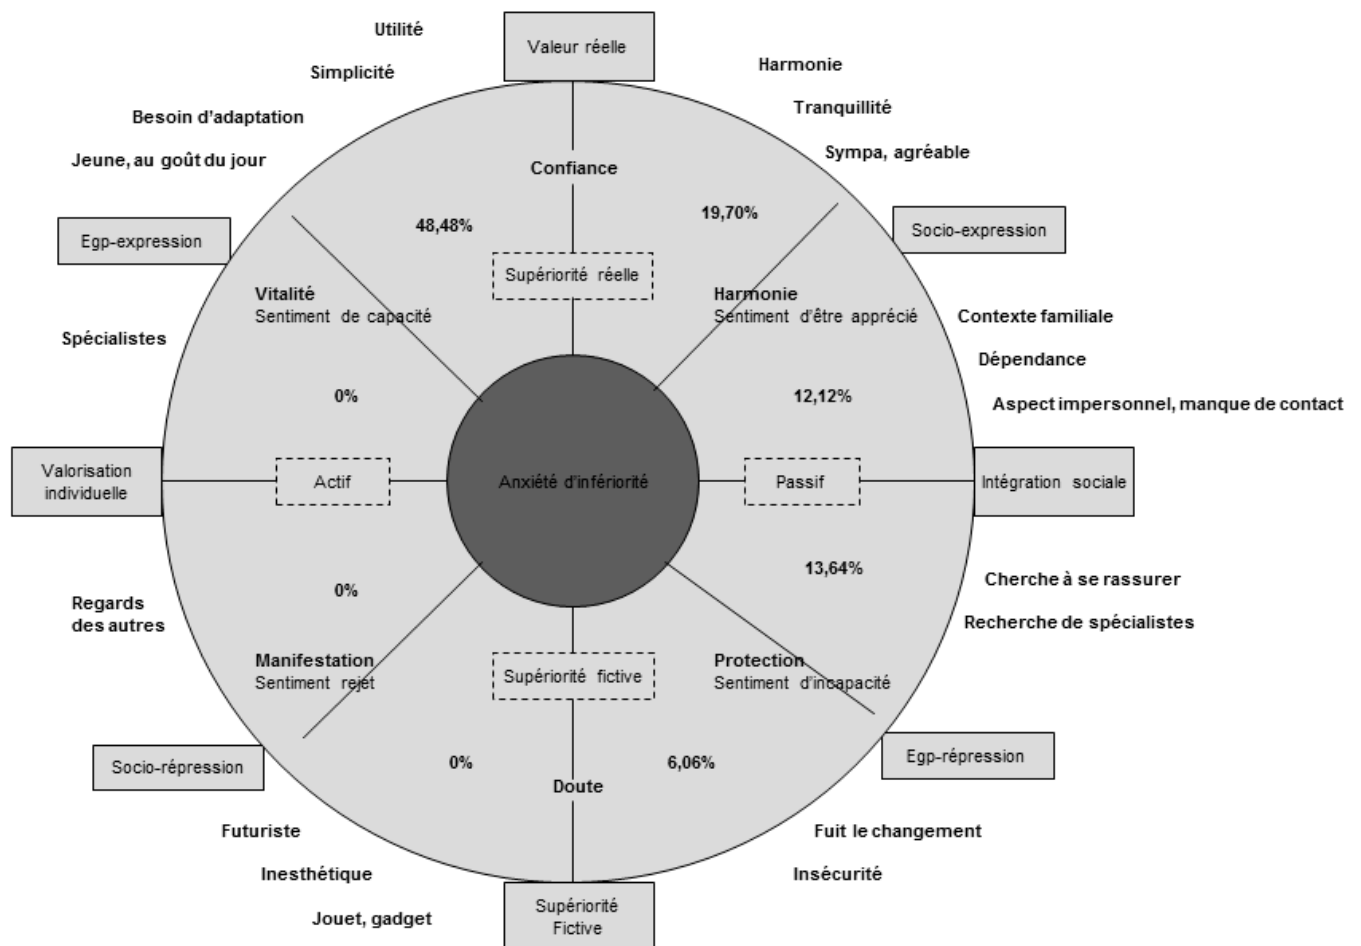 Utilité
Valeur réelle
Harmonie
Simplicité
Tranquillité
Besoin d'adaptation
Sympa, agréable
Jeune, au goût du jour
Confiance
48,48%
19,70%
Egp-expression
Socio-expression
Supériorité réelle
Vitalité
Sentiment de capacité
Harmonie
Sentiment d'être apprécié
Contexte familiale
Spécialistes
Dépendance
0%
12,12%
Aspect impersonnel, manque de contact
Valorisation
individuelle
Actif
Anxiété d'infériorité
Passif
Intégration sociale
0%
13,64%
Cherche à se rassurer
Regards
des autres
Recherche de spécialistes
Manifestation
Sentiment rejet
Supériorité fictive
Protection
Sentiment d'incapacité
Socio-répression
0%
Doute
6,06%
Egp-répression
Futuriste
Fuit le changement
Inesthétique
Insécurité
Jouet, gadget
Supériorité
Fictive